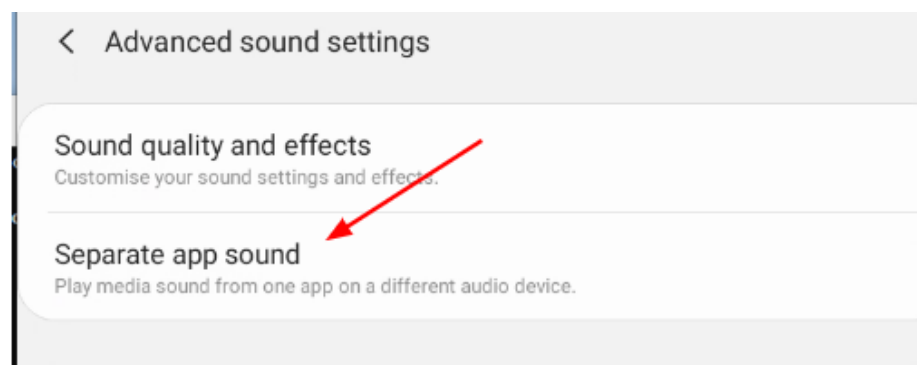 Advanced sound settings
Sound quality and effects
Customise your sound settings and effects.
Separate app sound
Play media sound from one app on a different audio device.